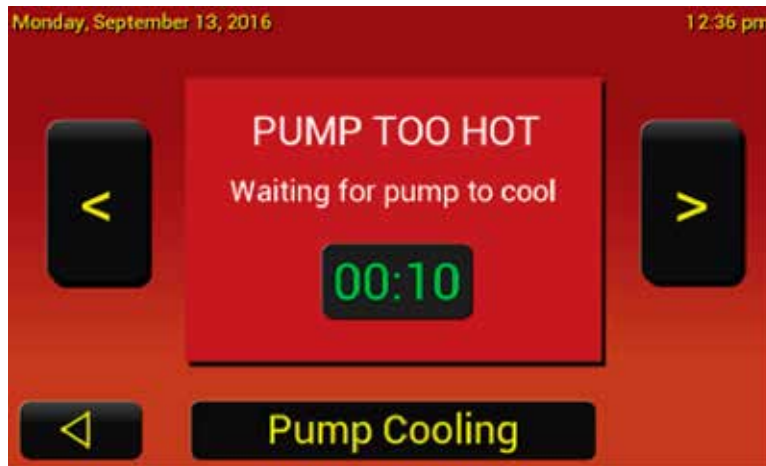 Monday, September 13, 2016 12:36 pm
PUMP TOO HOT
Waiting for pump to cool
< >
00:10
Pump Cooling